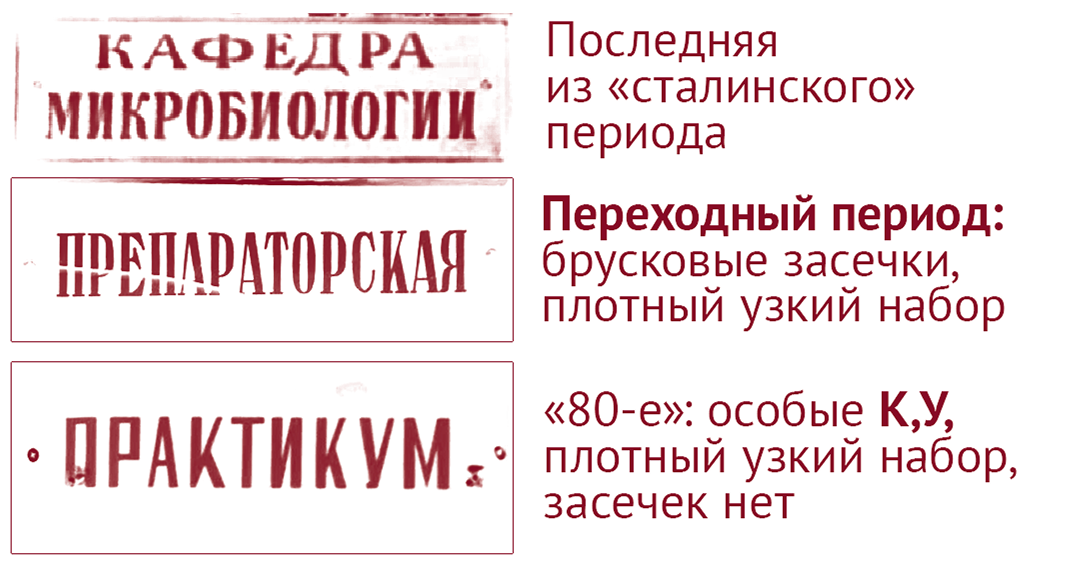 КАФЕДРА
МИКРОБИОЛОГИИ
Последняя
из «сталинского»
периода
ПРЕПАРАТОРСКАЯ
Переходный период:
брусковые засечки,
плотный узкий набор
ПРАКТИКУМ.
«80-е»: особые К,У,
плотный узкий набор,
засечек нет